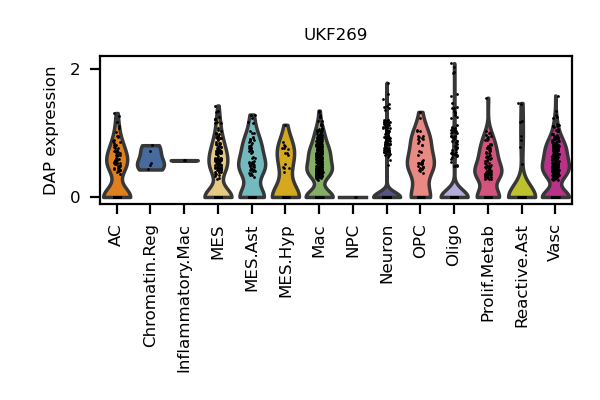 UKF269
DAP expression
2
0
AC
Chromatin.Reg
Inflammatory.Mac
MES
MES.Ast
MES.Hyp
Mac
NPC
Neuron
OPC
Oligo
Prolif.Metab
Reactive.Ast
Vasc